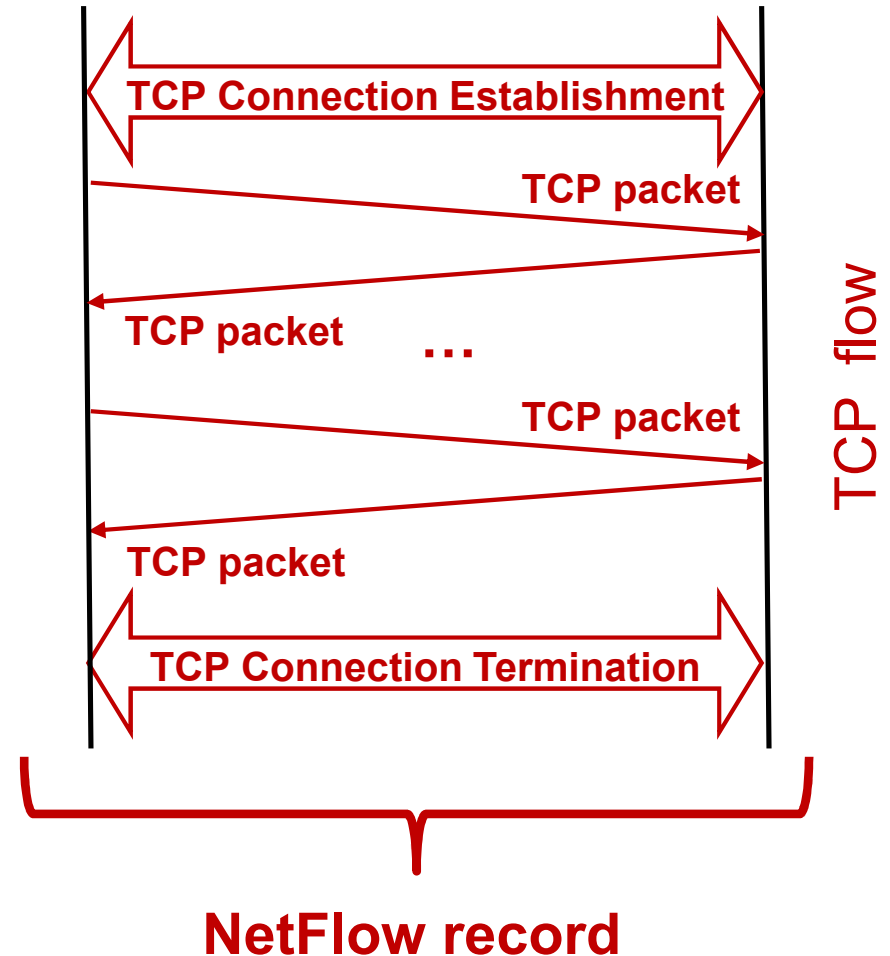 TCP Connection Establishment
TCP packet
TCP packet
...
TCP packet
TCP packet
TCP Connection Termination
TCP flow
NetFlow record